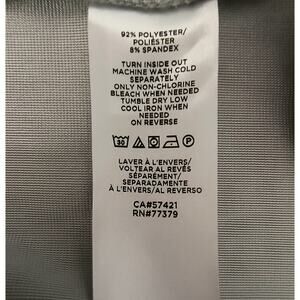 92% POLYESTER/
POLIÉSTER
8% SPANDEX
TURN INSIDE OUT
MACHINE WASH COLD
SEPARATELY
ONLY NON-CHLORINE
BLEACH WHEN NEEDED
TUMBLE DRY LOW
COOL IRON WHEN
NEEDED
ON REVERSE
30 P
LAVER À L'ENVERS/
VOLTEAR AL REVÉS
SÉPARÉMENT/
SEPARADAMENTE
À L'ENVERS/AL REVERSO
CA#57421
RN#77379